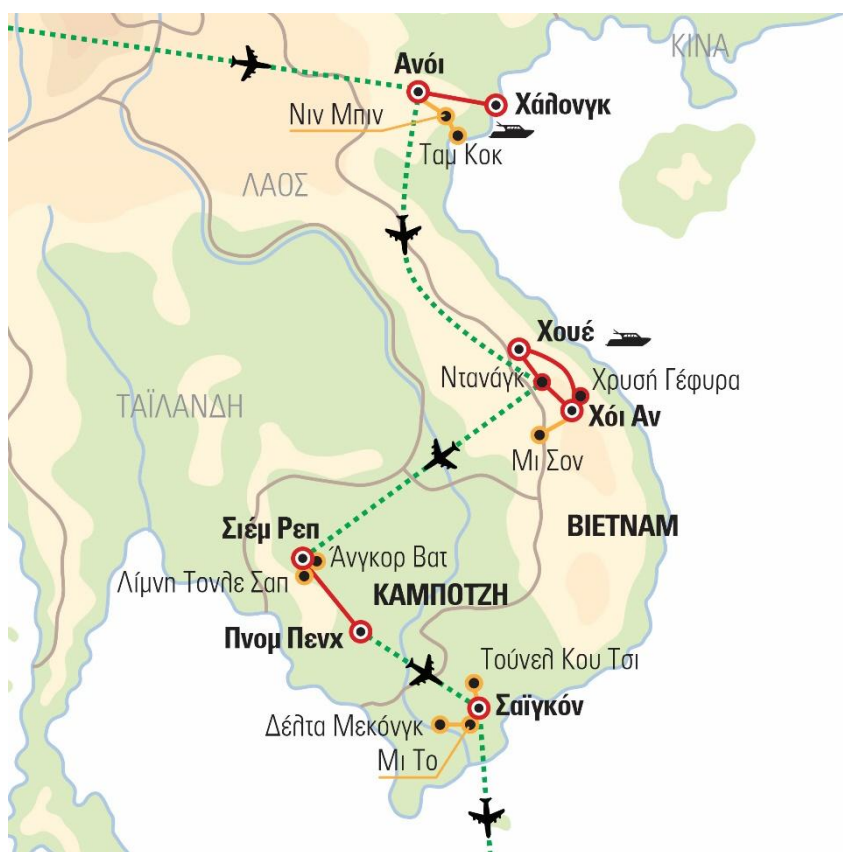 ΚΙΝΑ
Ανόι
Χάλονγκ
Νιν Μπιν
Ταμ Κοκ
ΛΑΟΣ
Χουέ
Ντανάγκ
Χρυσή Γέφυρα
ΤΑΪΛΑΝΔΗ
Χόι Αν
Μι Σον
ΒΙΕΤΝΑΜ
Σιέμ Ρεπ
Άνγκορ Βατ
Λίμνη Τονλε Σαπ
ΚΑΜΠΟΤΖΗ
Πνομ Πενχ
Τούνελ Κου Τσι
Σαϊγκόν
Δέλτα Μεκόνγκ
Μι Το